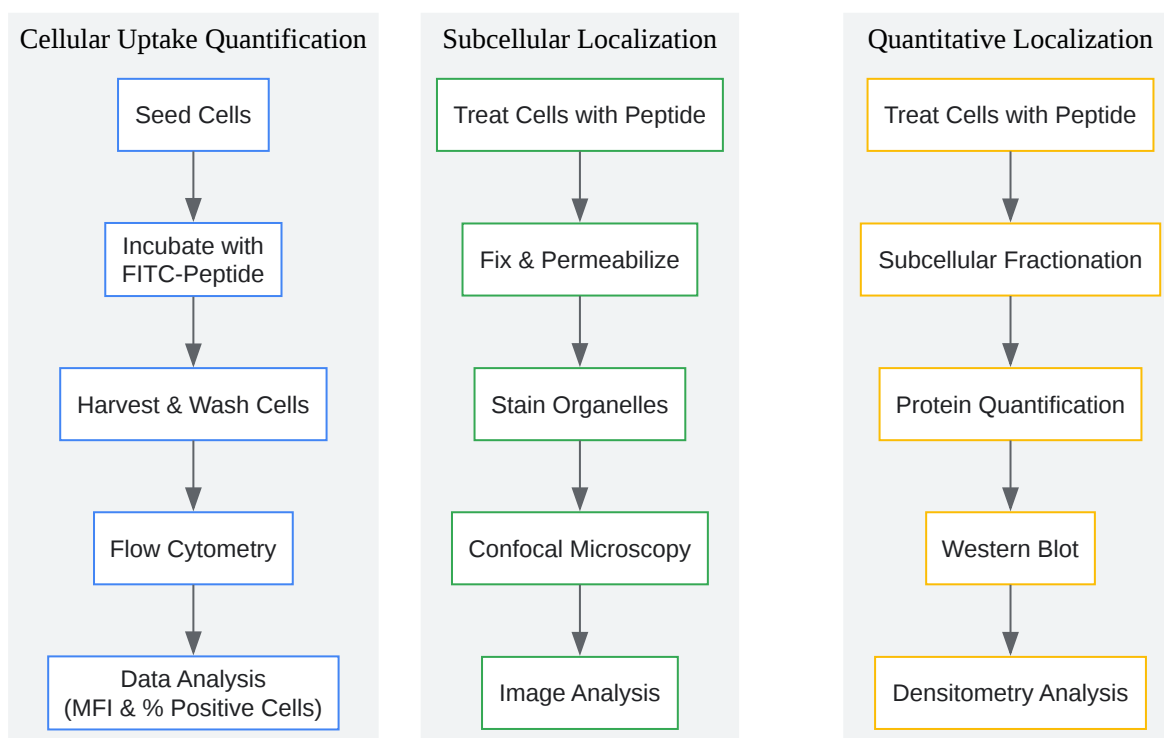 Cellular Uptake Quantification
Seed Cells
Incubate with
FITC-Peptide
Harvest & Wash Cells
Flow Cytometry
Data Analysis
(MFI & % Positive Cells)
Subcellular Localization
Treat Cells with Peptide
Fix & Permeabilize
Stain Organelles
Confocal Microscopy
Image Analysis
Quantitative Localization
Treat Cells with Peptide
Subcellular Fractionation
Protein Quantification
Western Blot
Densitometry Analysis